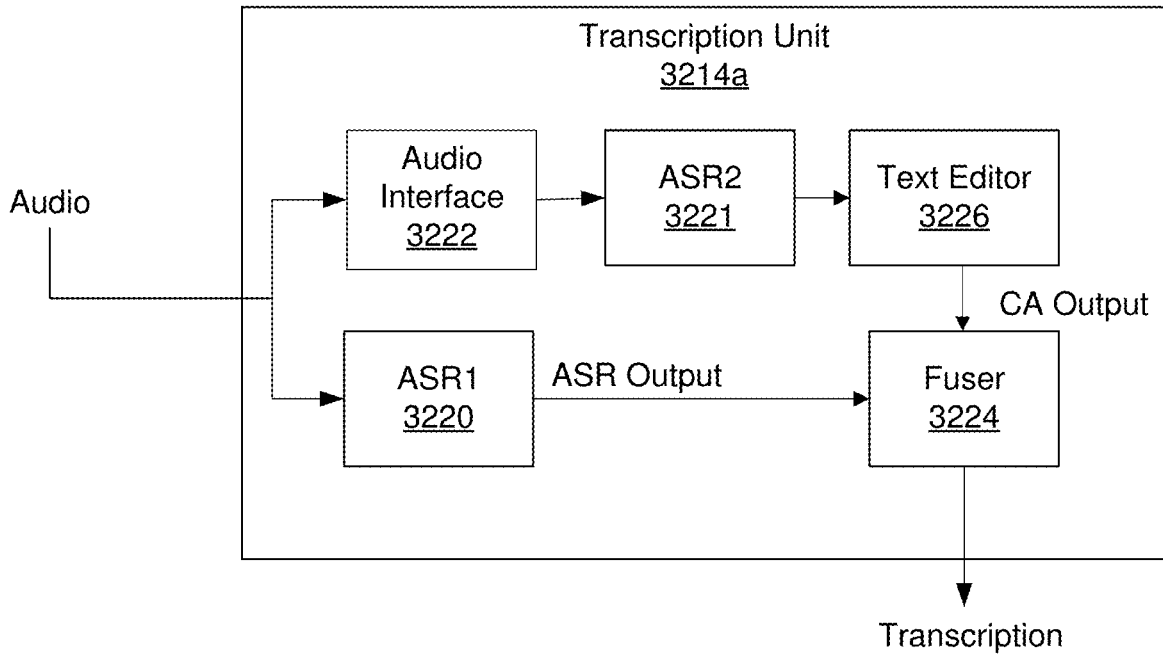 Transcription Unit
3214a
Audio
Audio
Interface
3222
ASR2
3221
Text Editor
3226
CA Output
ASR1
3220
ASR Output
Fuser
3224
Transcription